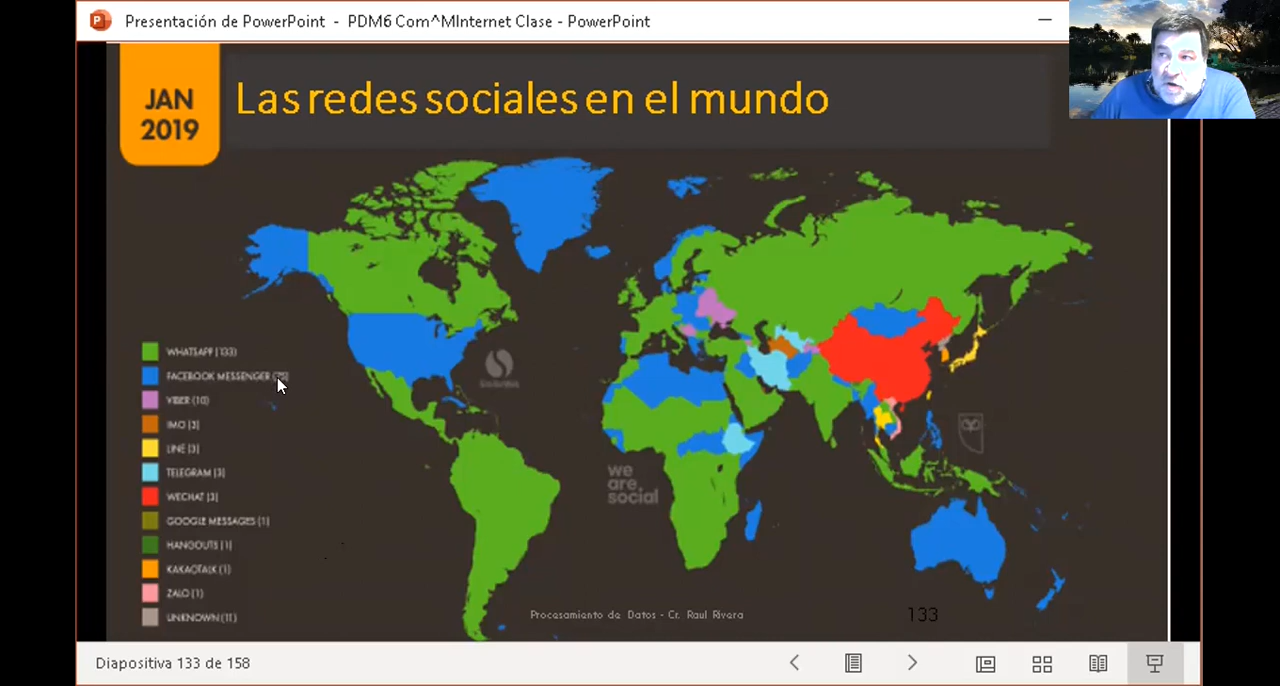 Presentación de PowerPoint - PDM6 Com^MInternet Clase - PowerPoint
JAN
2019
Las redes sociales en el mundo
WHATSAPP (133)
FACEBOOK MESSENGER (75)
VIBER (10)
IMO (3)
LINE (3)
TELEGRAM (3)
WECHAT (3)
GOOGLE MESSAGES (1)
HANGOUTS (1)
KAKAOTALK (1)
ZALO (1)
UNKNOWN (11)
we
are.
social
Procesamiento de Datos - Cr. Raul Rivera
133
Diapositiva 133 de 158